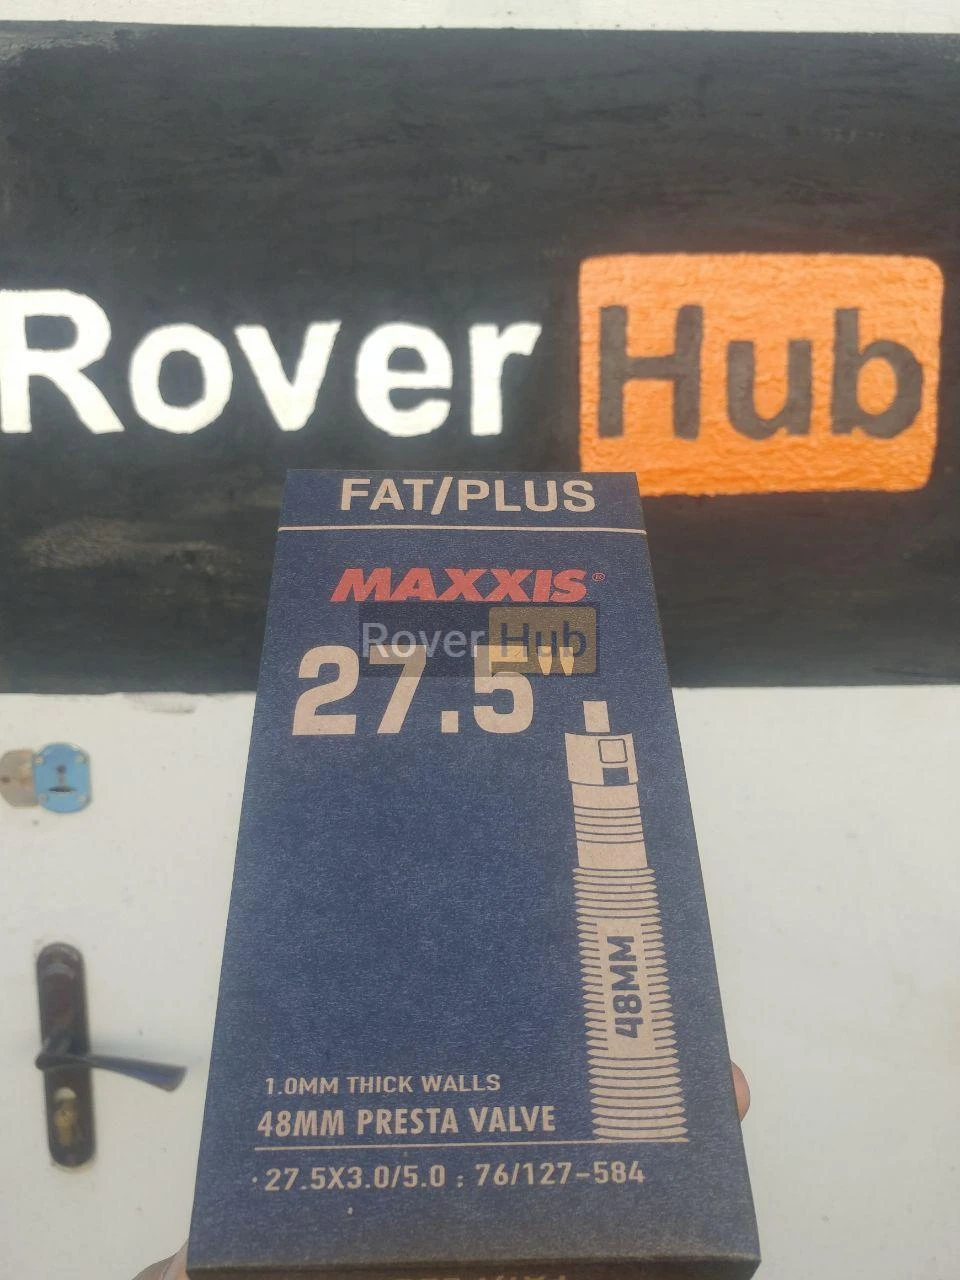 Rover Hub
FAT/PLUS
MAXXIS®
Rover Hub
27.5"
48MM
1.0MM THICK WALLS
48MM PRESTA VALVE
· 27.5X3.0/5.0 : 76/127-584